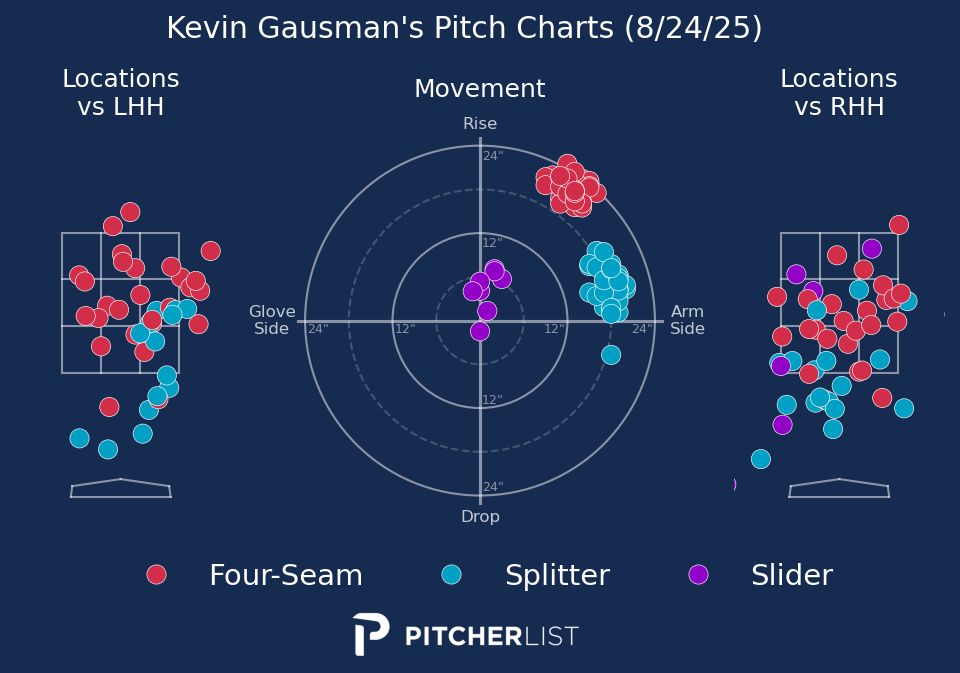 Kevin Gausman's Pitch Charts (8/24/25)
Locations
vs LHH
Movement
Locations
vs RHH
Rise
24"
12"
Glove
Side
24"
12"
12"
24"
Arm
Side
12"
24"
Drop
Four-Seam
Splitter
Slider
PITCHERLIST